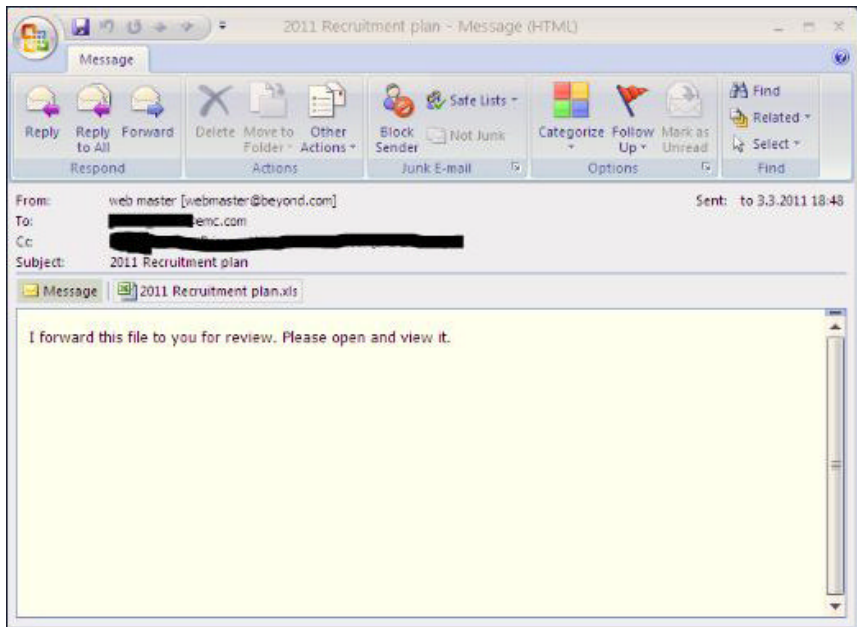 2011 Recruitment plan - Message (HTML)
Message
Reply
Reply to All
Forward
Respond
Delete
Move to Folder
Other Actions
Actions
Block Sender
Safe Lists
Not Junk
Junk E-mail
Categorize
Follow Up
Mark as Unread
Options
Find
Related
Select
Find
From: web master [webmaster@beyond.com]
Sent: to 3.3.2011 18:48
To: emc.com
Cc:
Subject: 2011 Recruitment plan
Message
2011 Recruitment plan.xls
I forward this file to you for review. Please open and view it.